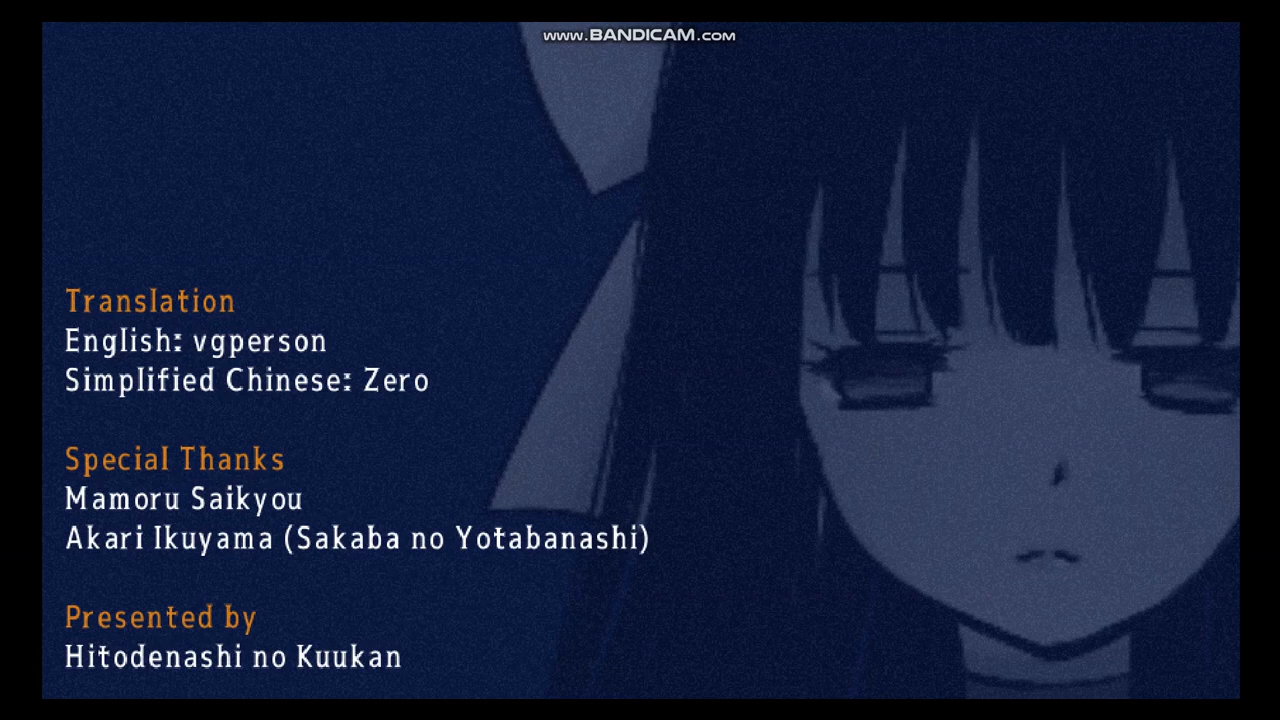 www.BANDICAM.com
Translation
English: vgperson
Simplified Chinese: Zero
Special Thanks
Mamoru Saikyou
Akari Ikuyama (Sakaba no Yotabanashi)
Presented by
Hitodenashi no Kuukan